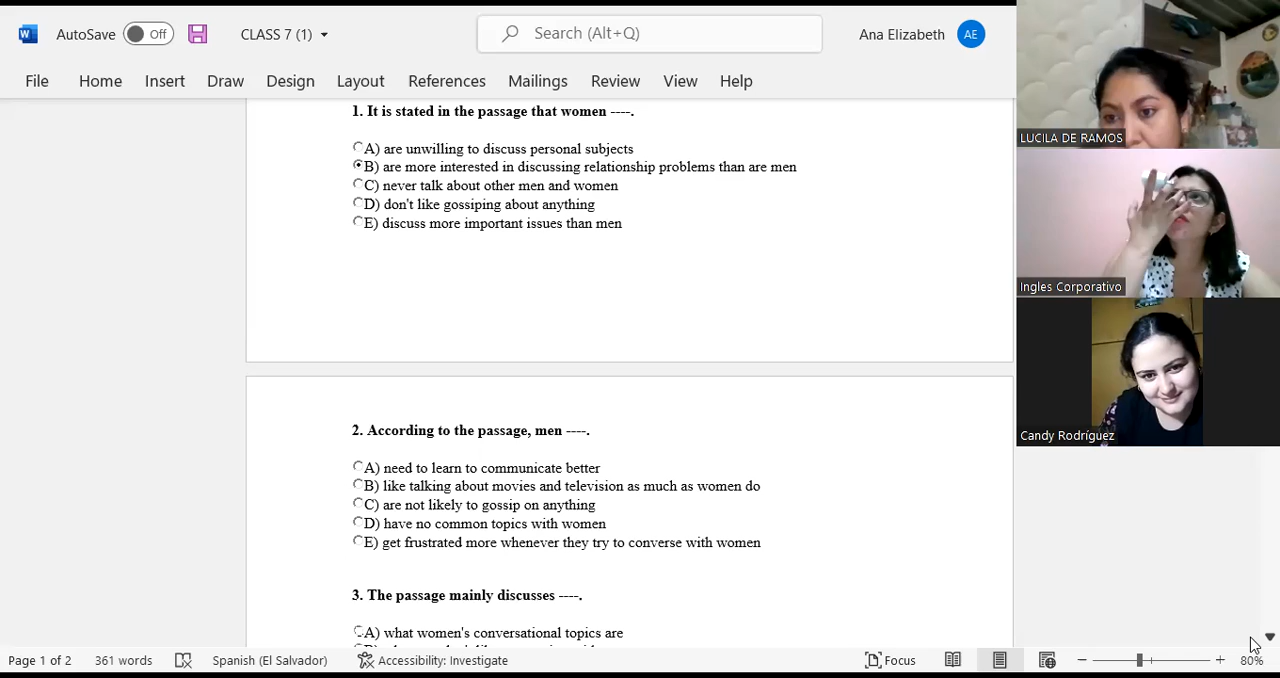 AutoSave Off CLASS 7 (1) Search (Alt+Q) Ana Elizabeth AE
File Home Insert Draw Design Layout References Mailings Review View Help
1. It is stated in the passage that women ----.
A) are unwilling to discuss personal subjects
B) are more interested in discussing relationship problems than are men
C) never talk about other men and women
D) don't like gossiping about anything
E) discuss more important issues than men
2. According to the passage, men ----.
A) need to learn to communicate better
B) like talking about movies and television as much as women do
C) are not likely to gossip on anything
D) have no common topics with women
E) get frustrated more whenever they try to converse with women
3. The passage mainly discusses ----.
A) what women's conversational topics are
Page 1 of 2 361 words Spanish (El Salvador) Accessibility: Investigate Focus 80%
LUCILA DE RAMOS
Ingles Corporativo
Candy Rodríguez